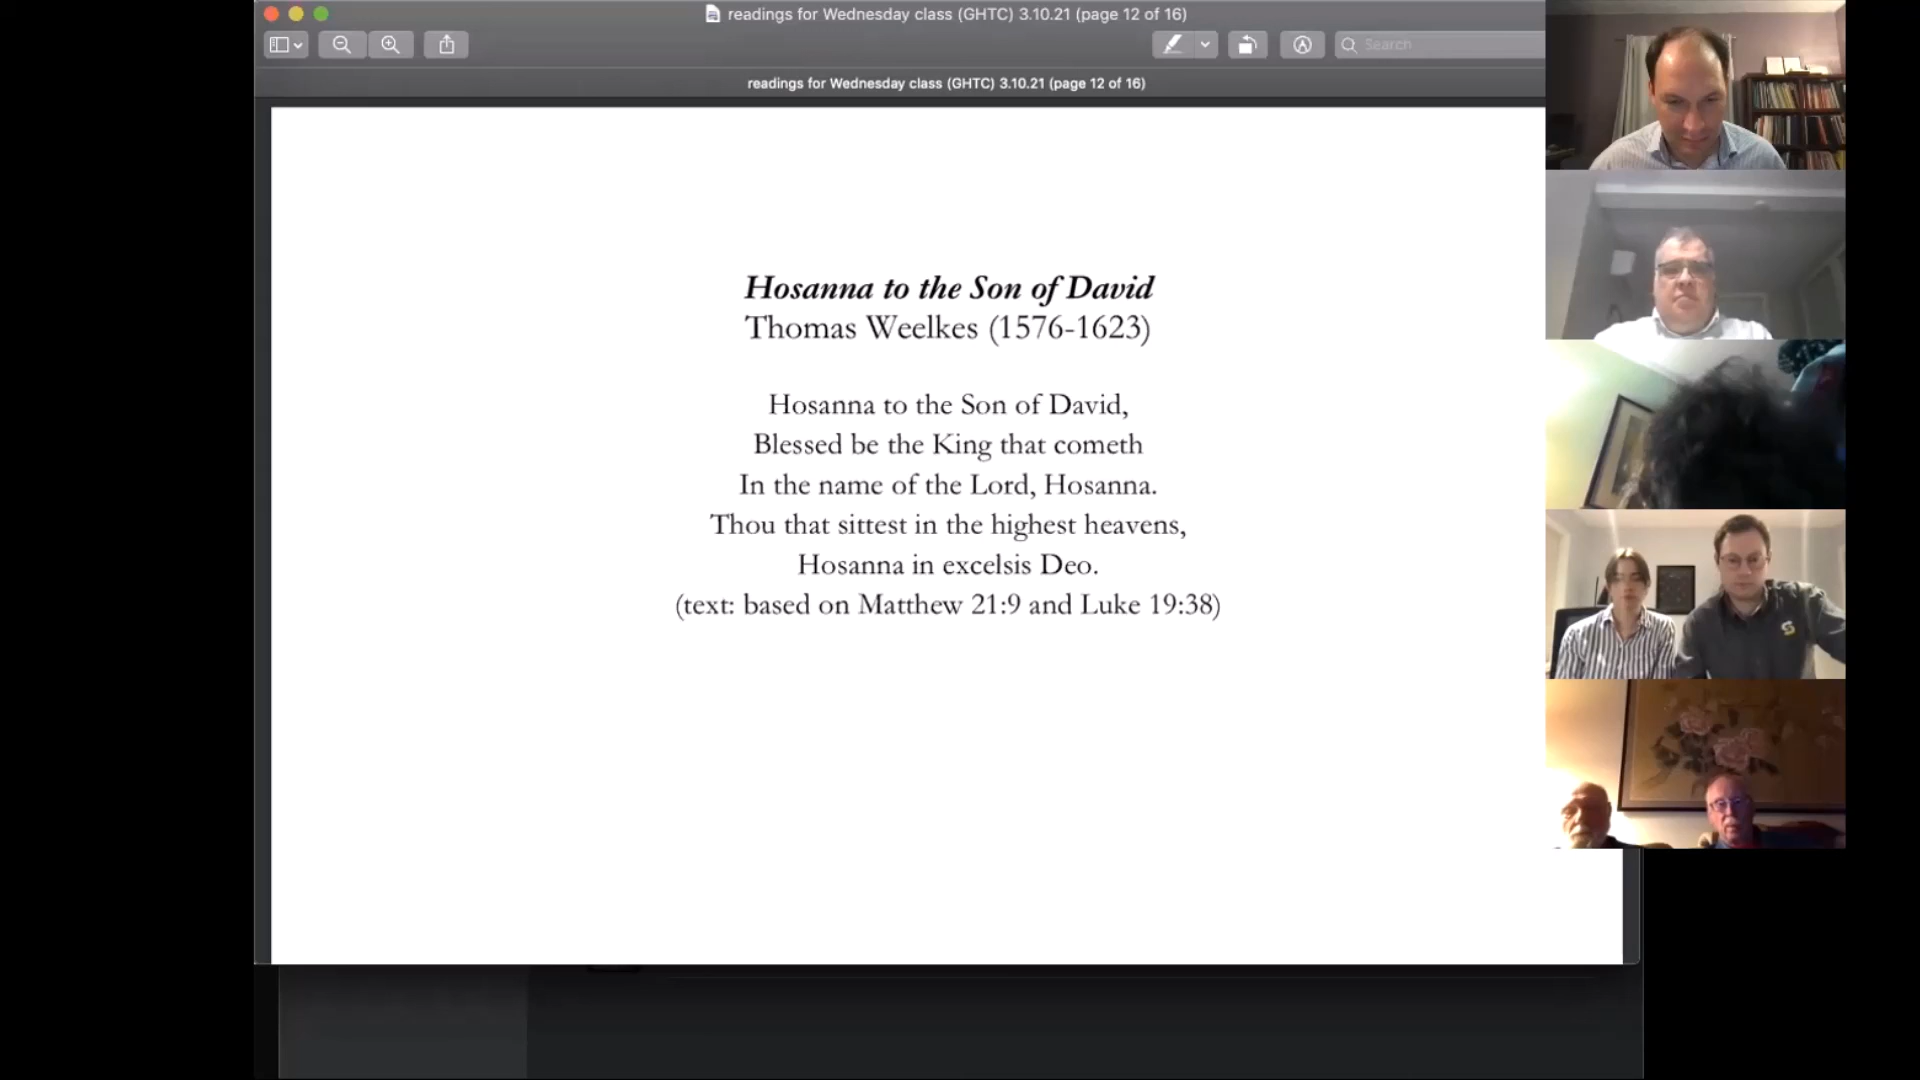 readings for Wednesday class (GHTC) 3.10.21 (page 12 of 16)
Search
readings for Wednesday class (GHTC) 3.10.21 (page 12 of 16)
Hosanna to the Son of David
Thomas Weelkes (1576-1623)
Hosanna to the Son of David,
Blessed be the King that cometh
In the name of the Lord, Hosanna.
Thou that sittest in the highest heavens,
Hosanna in excelsis Deo.
(text: based on Matthew 21:9 and Luke 19:38)